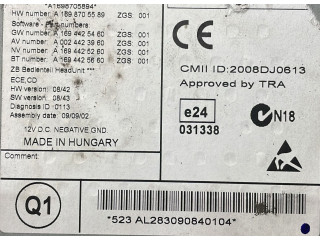 *A1698705894*
HW number A 169 870 55 89 ZGS: 001
Software - Part-
numbers:
GW number A 169 442 54 60 ZGS: 001
AV number A 002 442 39 60 ZGS: 001
NV number A 169 442 52 60 ZGS: 001
BT number A 169 442 56 60 ZGS: 001
ZB Bedienteil HeadUnit ***
ECE,CD
HW version 08/42
SW version 08/43
Diagnosis ID :0113
Assembly date 09/09/02
12V D.C. NEGATIVE GND.
MADE IN HUNGARY
CE
CMII ID:2008DJ0613
Approved by TRA
e24
031338
N18
Comment:
Q1
*523 AL283090840104*